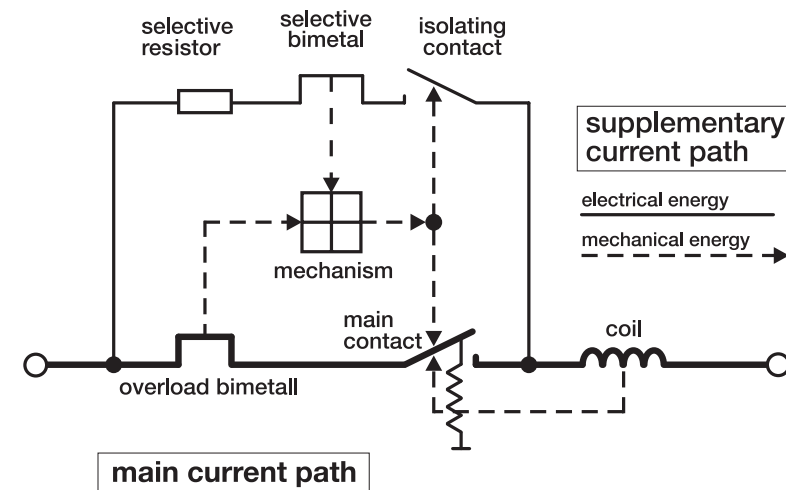 selective
resistor
selective
bimetal
isolating
contact
supplementary
current path
electrical energy
mechanical energy
mechanism
main
contact
coil
overload bimetall
main current path